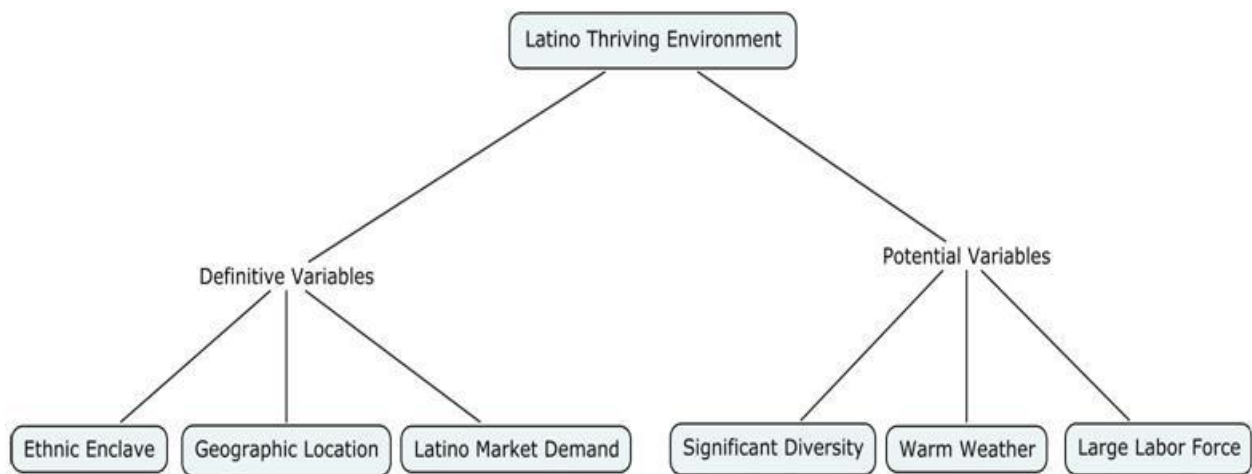 Latino Thriving Environment
Potential Variables
Definitive Variables
Ethnic Enclave
Geographic Location
Latino Market Demand
Significant Diversity
Warm Weather
Large Labor Force